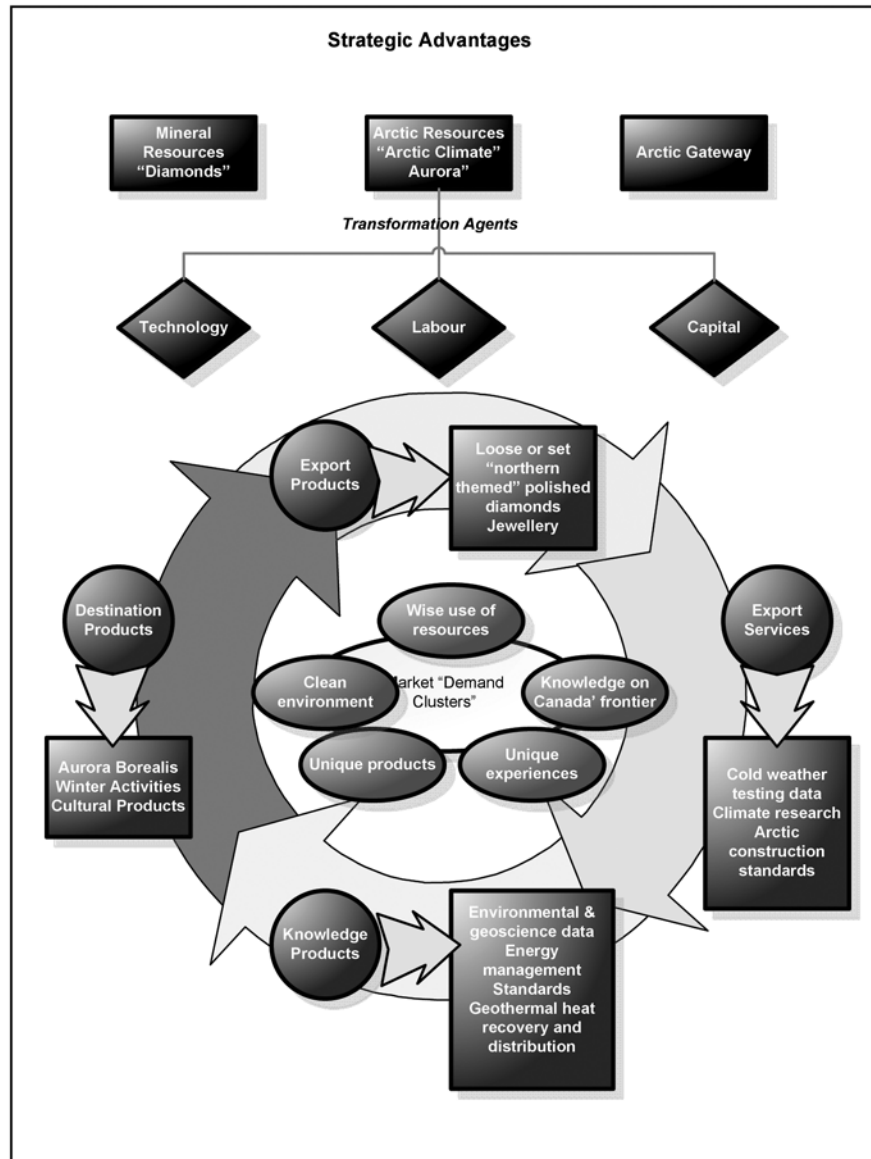 Strategic Advantages
Mineral
Resources
“Diamonds”
Arctic Resources
“Arctic Climate”
Aurora”
Arctic Gateway
Transformation Agents
Technology
Labour
Capital
Export
Products
Loose or set
“northern
themed” polished
diamonds
Jewellery
Destination
Products
Wise use of
resources
Export
Services
Clean
environment
arket “Demand
Clusters”
Knowledge on
Canada’ frontier
Unique products
Unique
experiences
Aurora Borealis
Winter Activities
Cultural Products
Cold weather
testing data
Climate research
Arctic
construction
standards
Knowledge
Products
Environmental &
geoscience data
Energy
management
Standards
Geothermal heat
recovery and
distribution